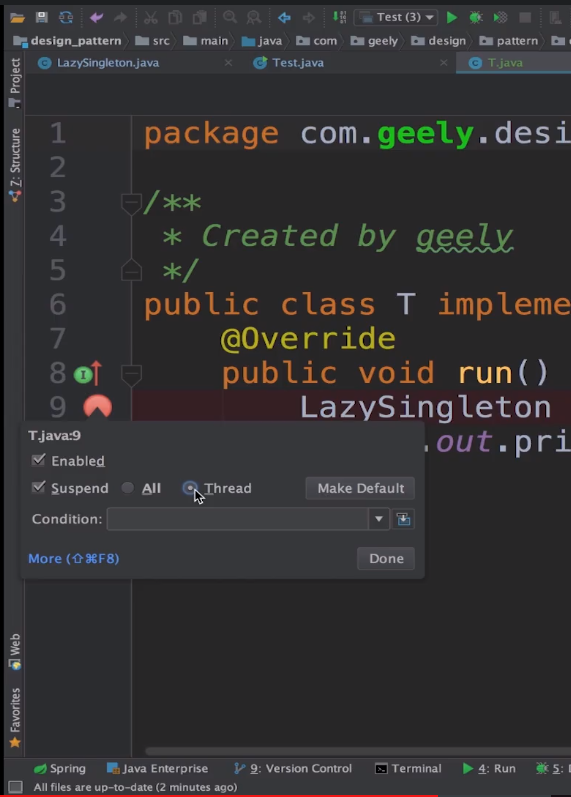 Test (3)
design_pattern src main java com geely design pattern
LazySingleton.java Test.java T.java
Project
Z: Structure
1 package com.geely.desi
2
3 /**
4 * Created by geely
5 */
6 public class T impleme
7 @Override
8 public void run()
9 LazySingleton
.out.pri
T.java:9
Enabled
Suspend All Thread Make Default
Condition:
More (⇧⌘F8) Done
Web
Favorites
Spring Java Enterprise 9: Version Control Terminal 4: Run 5:
All files are up-to-date (2 minutes ago)